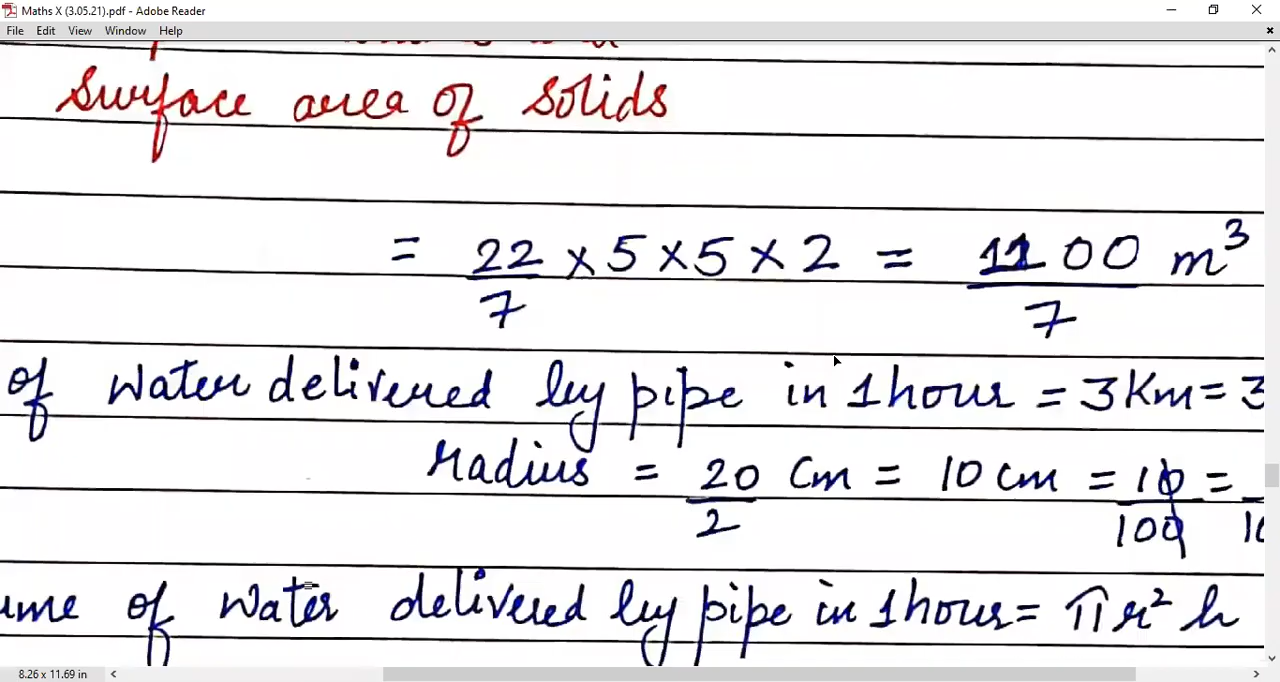 Maths X (3.05.21).pdf - Adobe Reader
File Edit View Window Help
Surface area of Solids
= 22/7 × 5 × 5 × 2 = 1100/7 m³
of water delivered by pipe in 1 hour = 3 Km = 3
radius = 20/2 cm = 10 cm = 10/100 =
ume of water delivered by pipe in 1 hour = πr²h
8.26 x 11.69 in